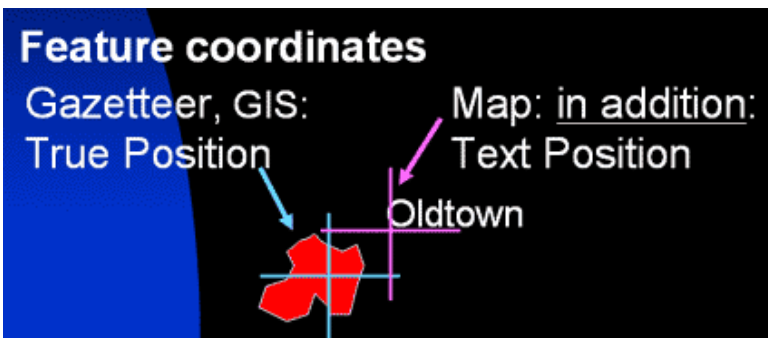 Feature coordinates
Gazetteer, GIS:
True Position
Map: in addition:
Text Position
Oldtown